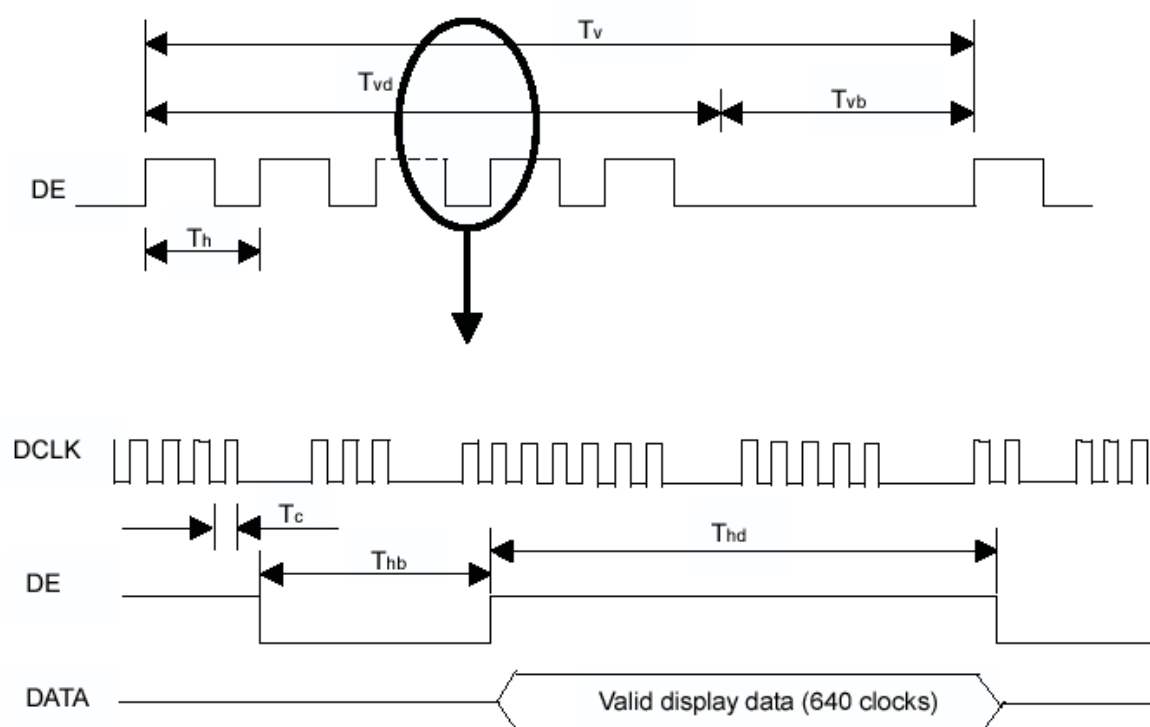 Tv
Tvd
Tvb
DE
Th
DCLK
Tc
Thd
Thb
DE
DATA
Valid display data (640 clocks)